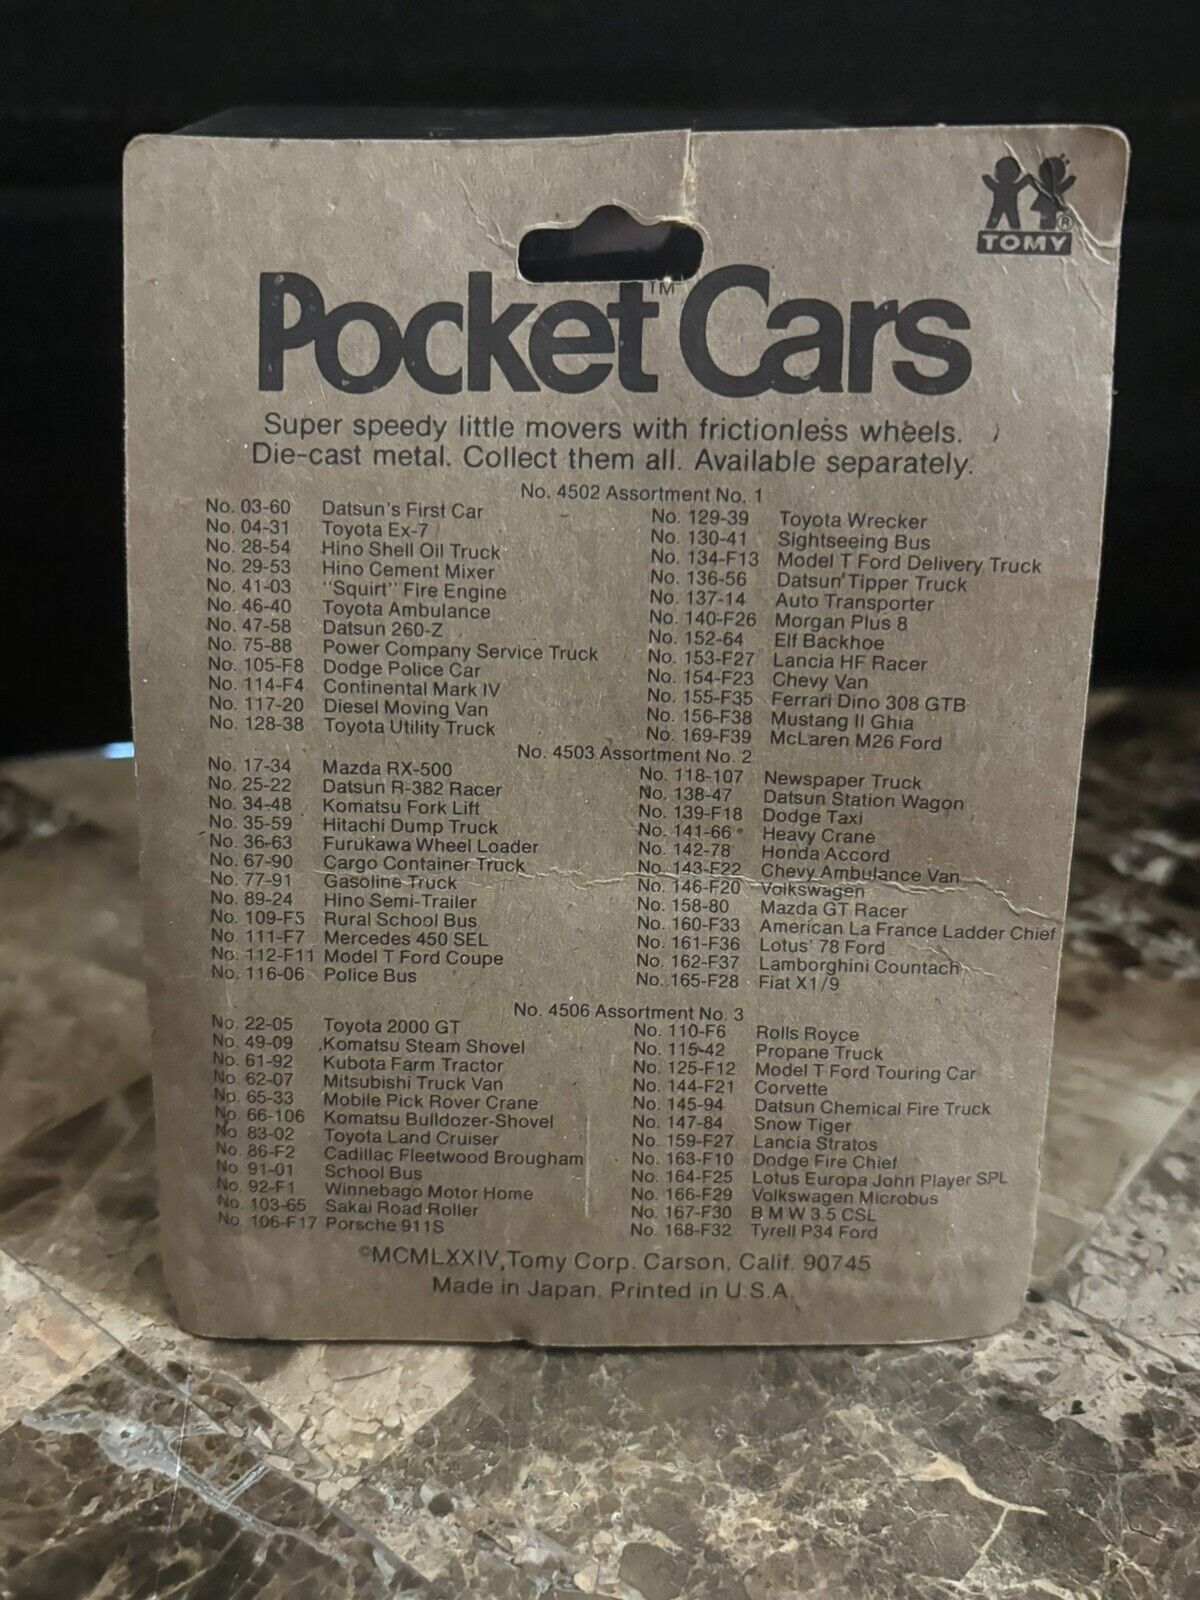 TOMY ®
Pocket Cars ™
Super speedy little movers with frictionless wheels.
Die-cast metal. Collect them all. Available separately.
No. 4502 Assortment No. 1
No. 03-60 Datsun's First Car
No. 04-31 Toyota Ex-7
No. 28-54 Hino Shell Oil Truck
No. 29-53 Hino Cement Mixer
No. 41-03 "Squirt" Fire Engine
No. 46-40 Toyota Ambulance
No. 47-58 Datsun 260-Z
No. 75-88 Power Company Service Truck
No. 105-F8 Dodge Police Car
No. 114-F4 Continental Mark IV
No. 117-20 Diesel Moving Van
No. 128-38 Toyota Utility Truck
No. 129-39 Toyota Wrecker
No. 130-41 Sightseeing Bus
No. 134-F13 Model T Ford Delivery Truck
No. 136-56 Datsun Tipper Truck
No. 137-14 Auto Transporter
No. 140-F26 Morgan Plus 8
No. 152-64 Elf Backhoe
No. 153-F27 Lancia HF Racer
No. 154-F23 Chevy Van
No. 155-F35 Ferrari Dino 308 GTB
No. 156-F38 Mustang II Ghia
No. 169-F39 McLaren M26 Ford
No. 4503 Assortment No. 2
No. 17-34 Mazda RX-500
No. 25-22 Datsun R-382 Racer
No. 34-48 Komatsu Fork Lift
No. 35-59 Hitachi Dump Truck
No. 36-63 Furukawa Wheel Loader
No. 67-90 Cargo Container Truck
No. 77-91 Gasoline Truck
No. 89-24 Hino Semi-Trailer
No. 109-F5 Rural School Bus
No. 111-F7 Mercedes 450 SEL
No. 112-F11 Model T Ford Coupe
No. 116-06 Police Bus
No. 118-107 Newspaper Truck
No. 138-47 Datsun Station Wagon
No. 139-F18 Dodge Taxi
No. 141-66 Heavy Crane
No. 142-78 Honda Accord
No. 143-F22 Chevy Ambulance Van
No. 146-F20 Volkswagen
No. 158-80 Mazda GT Racer
No. 160-F33 American La France Ladder Chief
No. 161-F36 Lotus '78 Ford
No. 162-F37 Lamborghini Countach
No. 165-F28 Fiat X1/9
No. 4506 Assortment No. 3
No. 22-05 Toyota 2000 GT
No. 49-09 Komatsu Steam Shovel
No. 61-92 Kubota Farm Tractor
No. 62-07 Mitsubishi Truck Van
No. 65-33 Mobile Pick Rover Crane
No. 66-106 Komatsu Bulldozer-Shovel
No. 83-02 Toyota Land Cruiser
No. 86-F2 Cadillac Fleetwood Brougham
No. 91-01 School Bus
No. 92-F1 Winnebago Motor Home
No. 103-65 Sakai Road Roller
No. 106-F17 Porsche 911S
No. 110-F6 Rolls Royce
No. 115-42 Propane Truck
No. 125-F12 Model T Ford Touring Car
No. 144-F21 Corvette
No. 145-94 Datsun Chemical Fire Truck
No. 147-84 Snow Tiger
No. 159-F27 Lancia Stratos
No. 163-F10 Dodge Fire Chief
No. 164-F25 Lotus Europa John Player SPL
No. 166-F29 Volkswagen Microbus
No. 167-F30 B M W 3.5 CSL
No. 168-F32 Tyrell P34 Ford
©MCMLXXIV, Tomy Corp. Carson, Calif. 90745
Made in Japan. Printed in U.S.A.